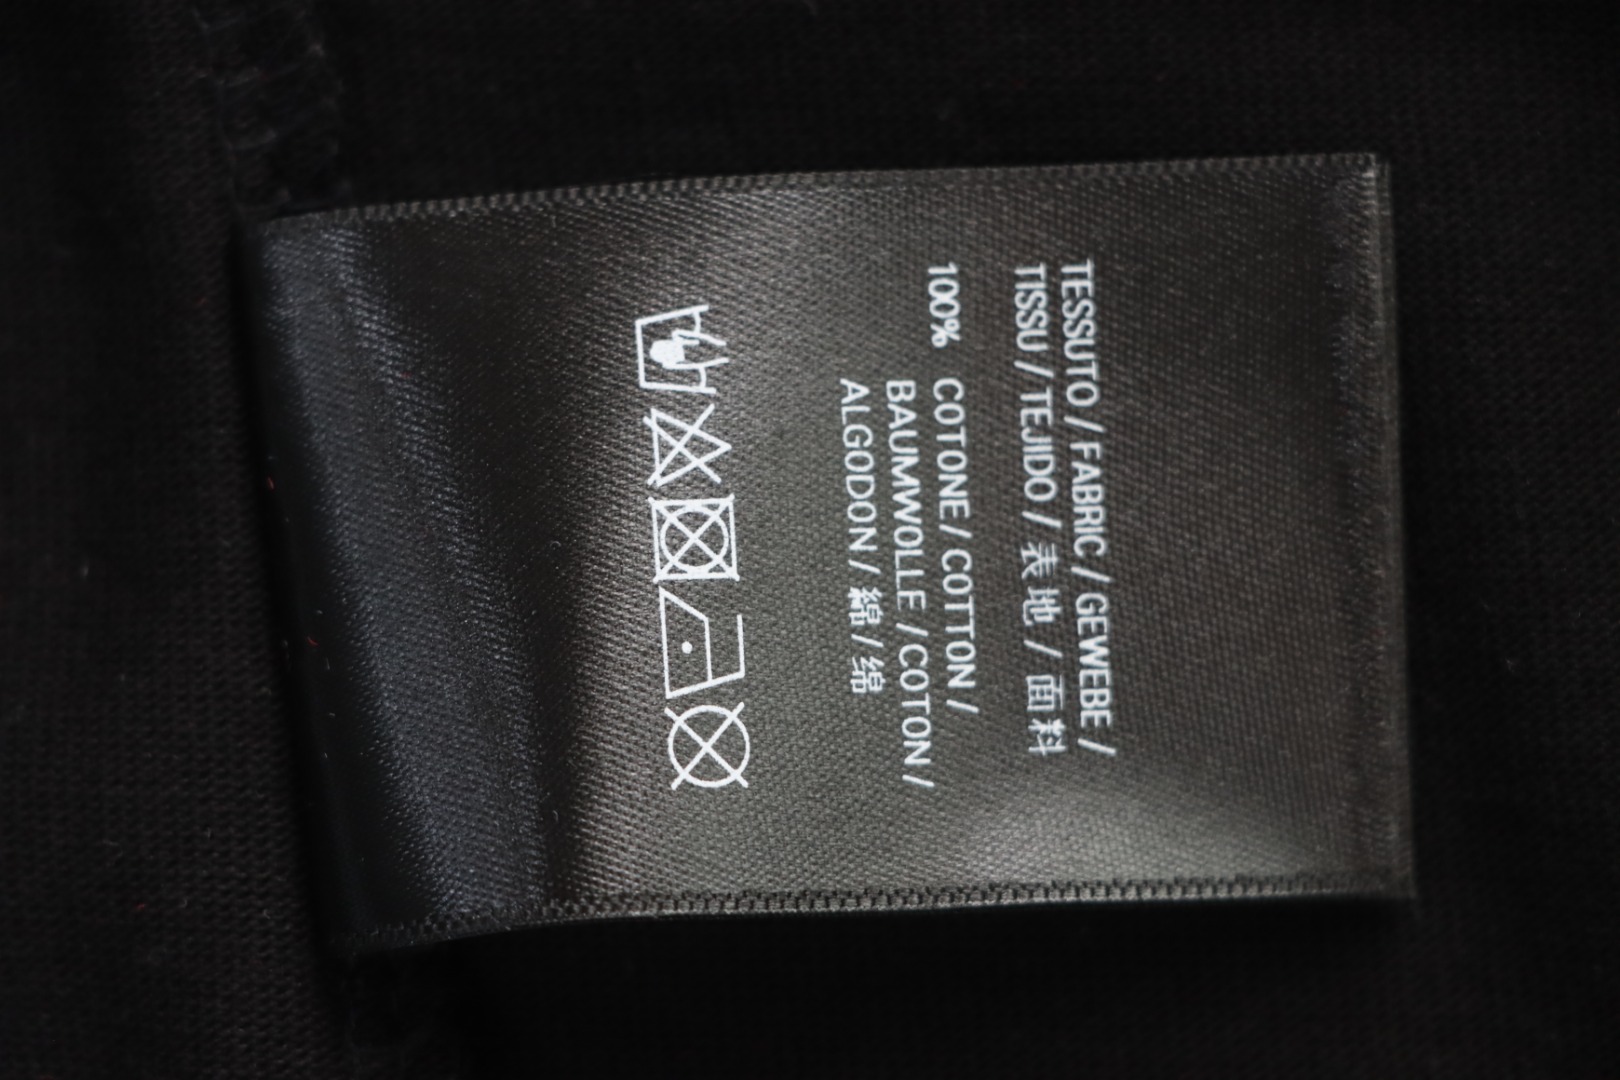 TESSUTO / FABRIC / GEWEBE /
TISSU / TEJIDO / 表地 / 面料
100% COTONE / COTTON /
BAUMWOLLE / COTON /
ALGODON / 綿 / 绵